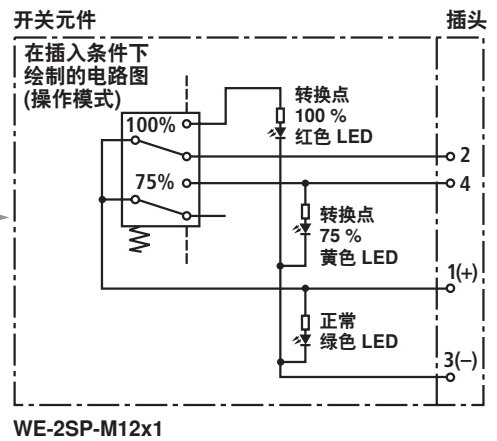 开关元件
插头
在插入条件下
绘制的电路图
(操作模式)
转换点
100 %
红色 LED
100%
2
75%
4
转换点
75 %
黄色 LED
1(+)
正常
绿色 LED
3(–)
WE-2SP-M12x1